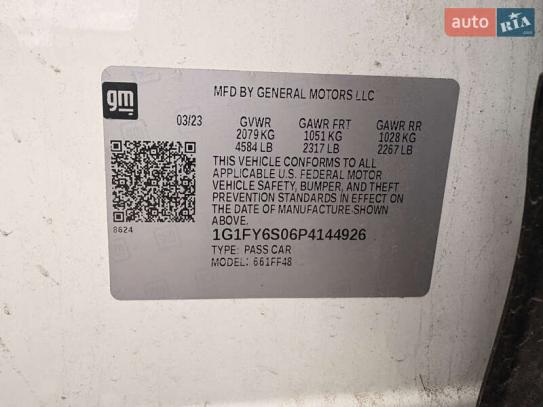 auto RIA
gm
MFD BY GENERAL MOTORS LLC
03/23 GVWR GAWR FRT GAWR RR
2079 KG 1051 KG 1028 KG
4584 LB 2317 LB 2267 LB
THIS VEHICLE CONFORMS TO ALL
APPLICABLE U.S. FEDERAL MOTOR
VEHICLE SAFETY, BUMPER, AND THEFT
PREVENTION STANDARDS IN EFFECT ON
THE DATE OF MANUFACTURE SHOWN
ABOVE.
8624
1G1FY6S06P4144926
TYPE: PASS CAR
MODEL: 661FF48